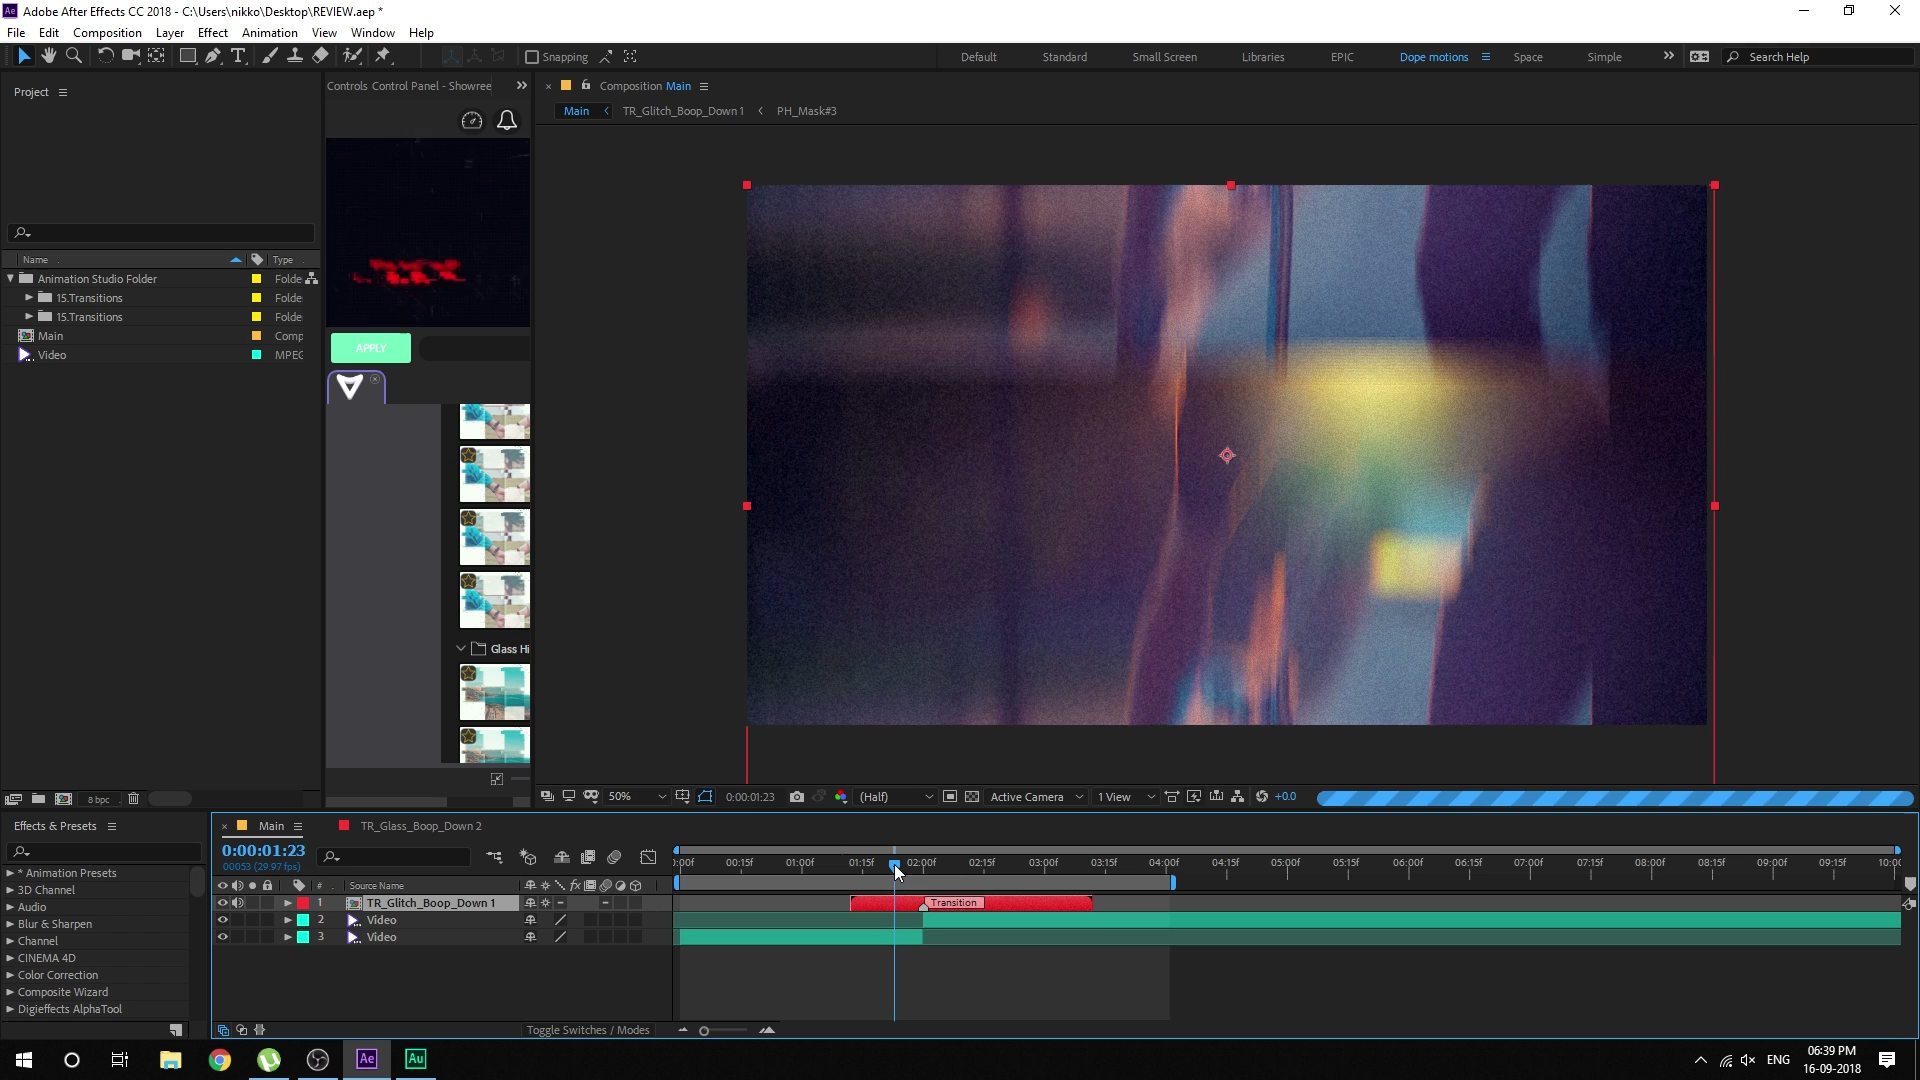 Ae Adobe After Effects CC 2018 - C:\Users\nikko\Desktop\REVIEW.aep *
File Edit Composition Layer Effect Animation View Window Help
Snapping Default Standard Small Screen Libraries EPIC Dope motions Space Simple Search Help
Project Controls Control Panel - Showree Composition Main
Main TR_Glitch_Boop_Down 1 PH_Mask#3
Name Type
Animation Studio Folder Folde
15.Transitions Folde
15.Transitions Folde
Main Comp
Video MPEG
APPLY
Glass Hi
8 bpc 50% 0:00:01:23 (Half) Active Camera 1 View +0.0
Effects & Presets Main TR_Glass_Boop_Down 2
0:00:01:23
00053 (29.97 fps)
:00f 00:15f 01:00f 01:15f 02:00f 02:15f 03:00f 03:15f 04:00f 04:15f 05:00f 05:15f 06:00f 06:15f 07:00f 07:15f 08:00f 08:15f 09:00f 09:15f 10:00
# Source Name
1 TR_Glitch_Boop_Down 1 Transition
2 Video
3 Video
* Animation Presets
3D Channel
Audio
Blur & Sharpen
Channel
CINEMA 4D
Color Correction
Composite Wizard
Digieffects AlphaTool
Toggle Switches / Modes
Ae Au ENG 06:39 PM
16-09-2018